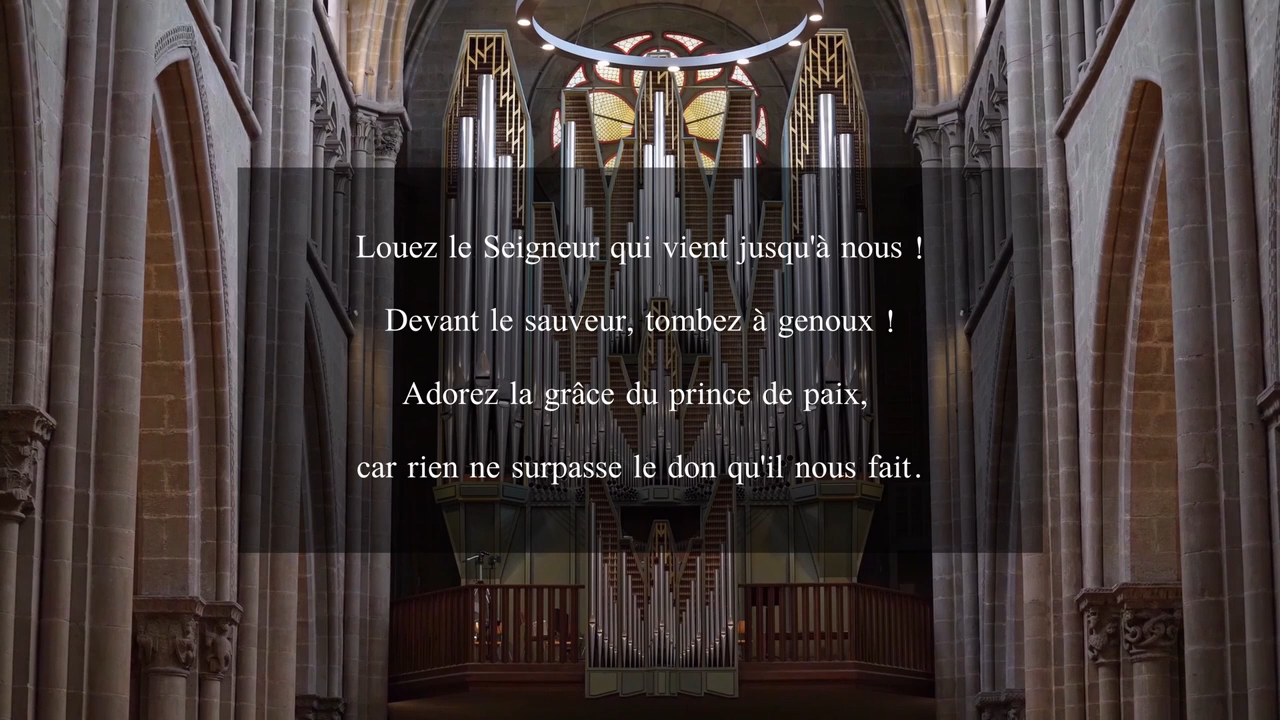 Louez le Seigneur qui vient jusqu'à nous !
Devant le sauveur, tombez à genoux !
Adorez la grâce du prince de paix,
car rien ne surpasse le don qu'il nous fait.